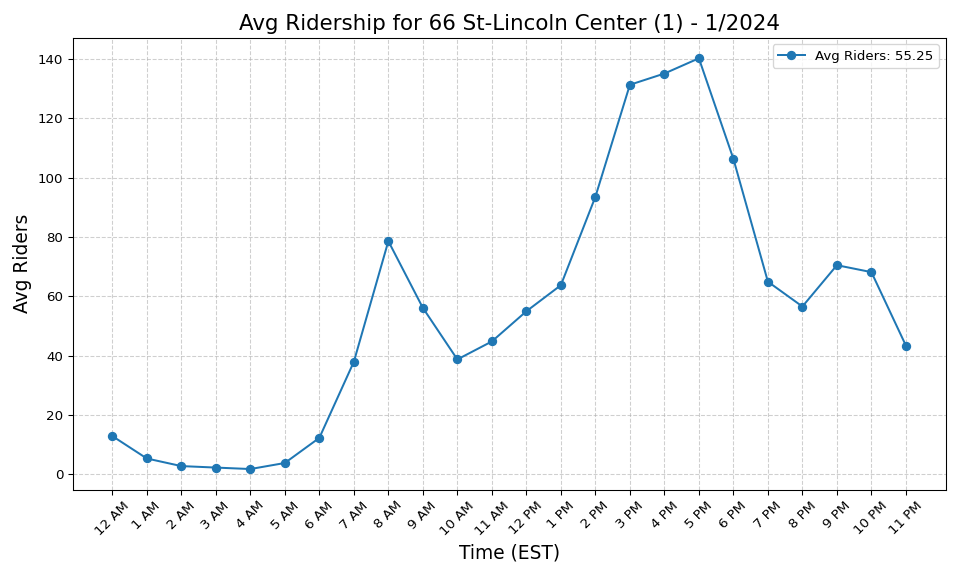 Avg Ridership for 66 St-Lincoln Center (1) - 1/2024
Avg Riders: 55.25
Avg Riders
140
120
100
80
60
40
20
0
12 AM
1 AM
2 AM
3 AM
4 AM
5 AM
6 AM
7 AM
8 AM
9 AM
10 AM
11 AM
12 PM
1 PM
2 PM
3 PM
4 PM
5 PM
6 PM
7 PM
8 PM
9 PM
10 PM
11 PM
Time (EST)